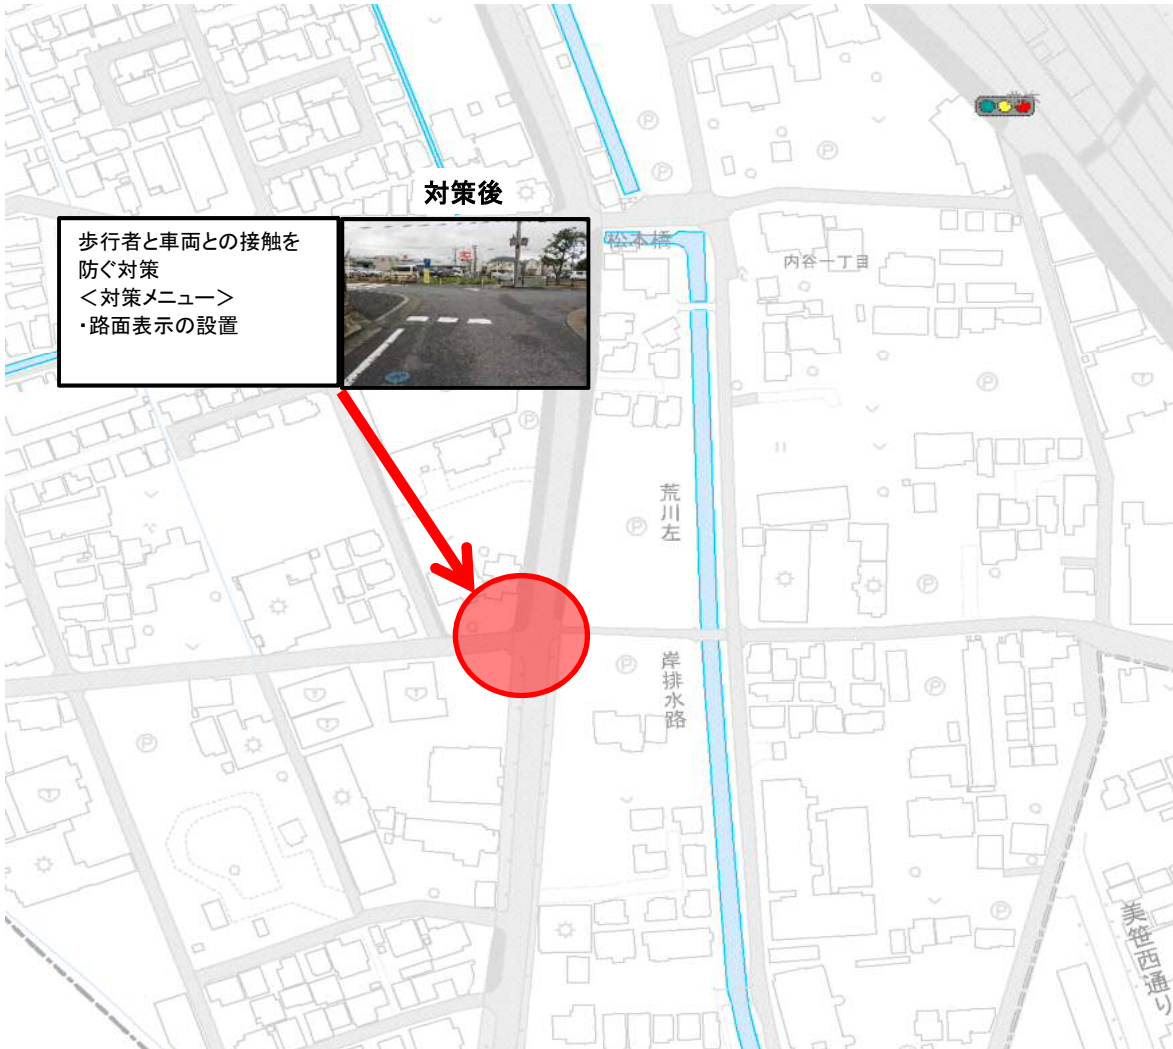 対策後
歩行者と車両との接触を
防ぐ対策
＜対策メニュー＞
・路面表示の設置
松本橋
内谷一丁目
荒川左
岸排水路
美笹西通り